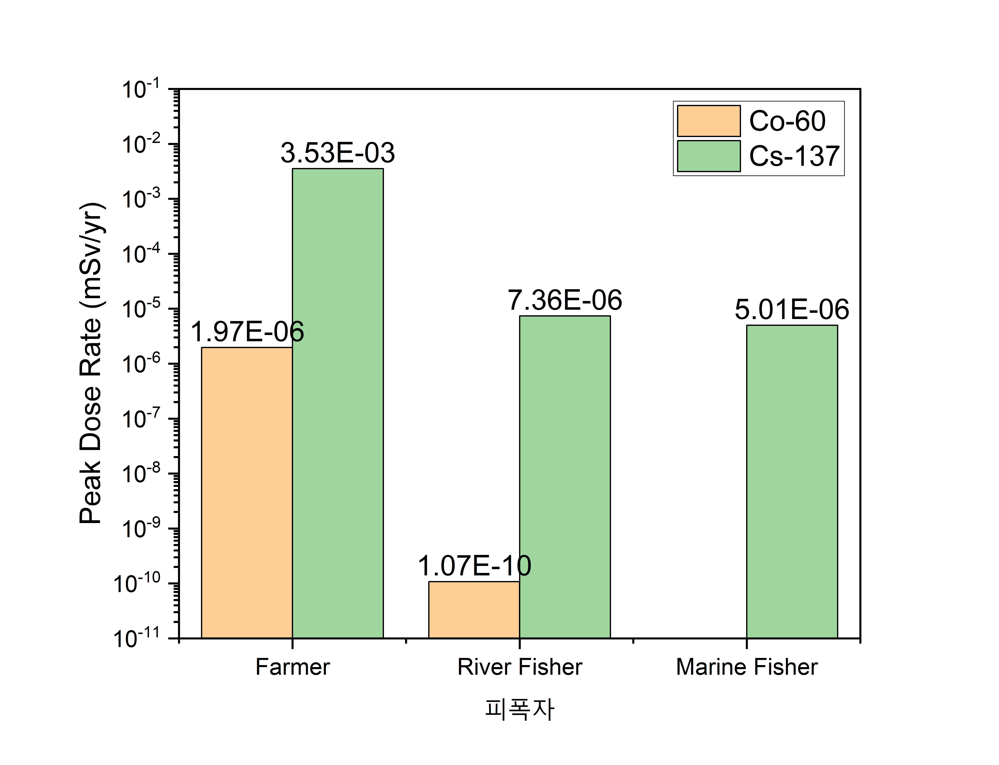 Co-60
Cs-137
Peak Dose Rate (mSv/yr)
10⁻¹
10⁻²
10⁻³
10⁻⁴
10⁻⁵
10⁻⁶
10⁻⁷
10⁻⁸
10⁻⁹
10⁻¹⁰
10⁻¹¹
3.53E-03
1.97E-06
7.36E-06
1.07E-10
5.01E-06
Farmer
River Fisher
Marine Fisher
피폭자